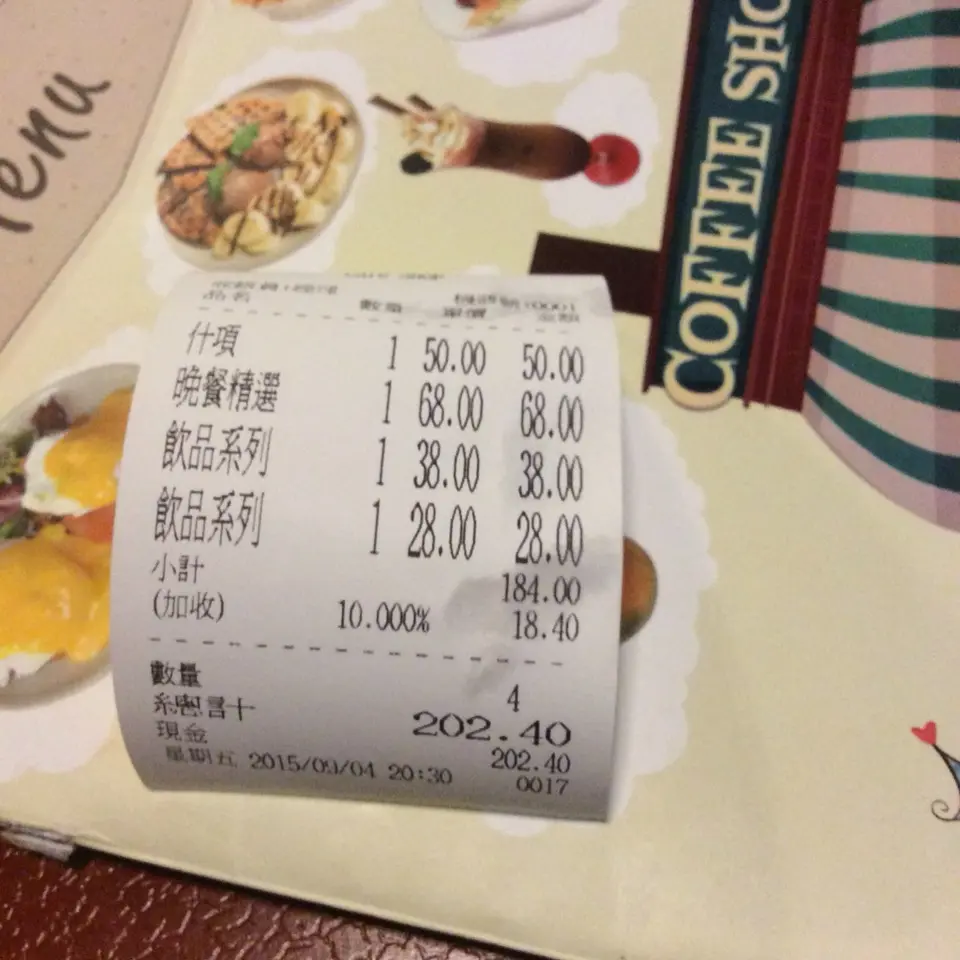 enu
COFFEE SHO
品名 數量 單價 金額
什項 1 50.00 50.00
晚餐精選 1 68.00 68.00
飲品系列 1 38.00 38.00
飲品系列 1 28.00 28.00
小計 184.00
(加收) 10.000% 18.40
數量 4
總計 202.40
現金 202.40
星期五 2015/09/04 20:30 0017